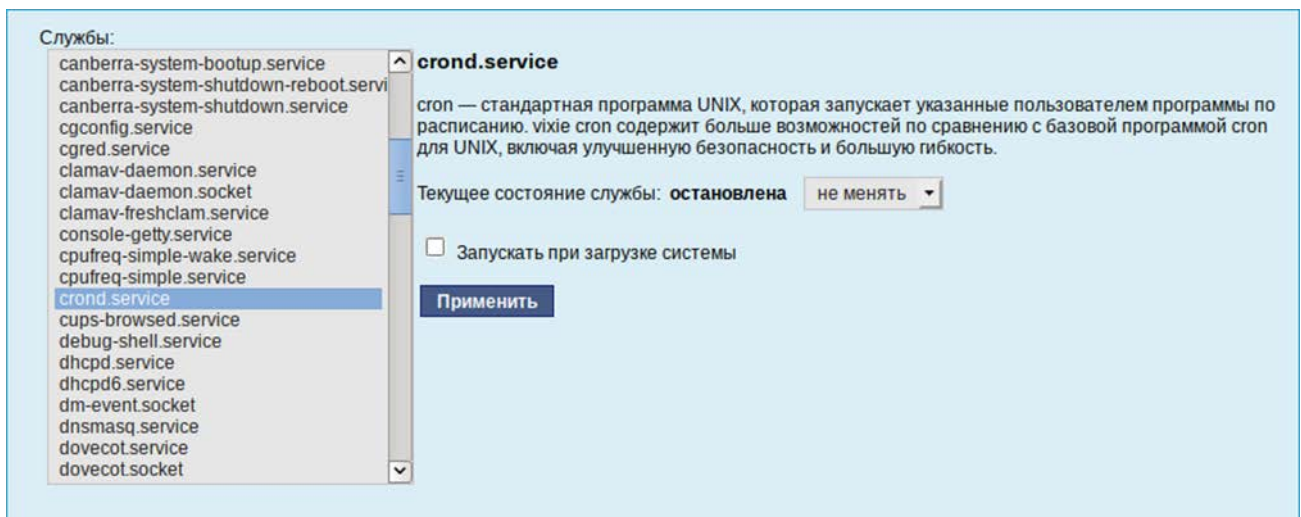 Службы:
canberra-system-bootup.service
canberra-system-shutdown-reboot.servi
canberra-system-shutdown.service
cgconfig.service
cgred.service
clamav-daemon.service
clamav-daemon.socket
clamav-freshclam.service
console-getty.service
cpufreq-simple-wake.service
cpufreq-simple.service
crond.service
cups-browsed.service
debug-shell.service
dhcpd.service
dhcpd6.service
dm-event.socket
dnsmasq.service
dovecot.service
dovecot.socket
crond.service
cron — стандартная программа UNIX, которая запускает указанные пользователем программы по
расписанию. vixie cron содержит больше возможностей по сравнению с базовой программой cron
для UNIX, включая улучшенную безопасность и большую гибкость.
Текущее состояние службы: остановлена не менять
Запускать при загрузке системы
Применить